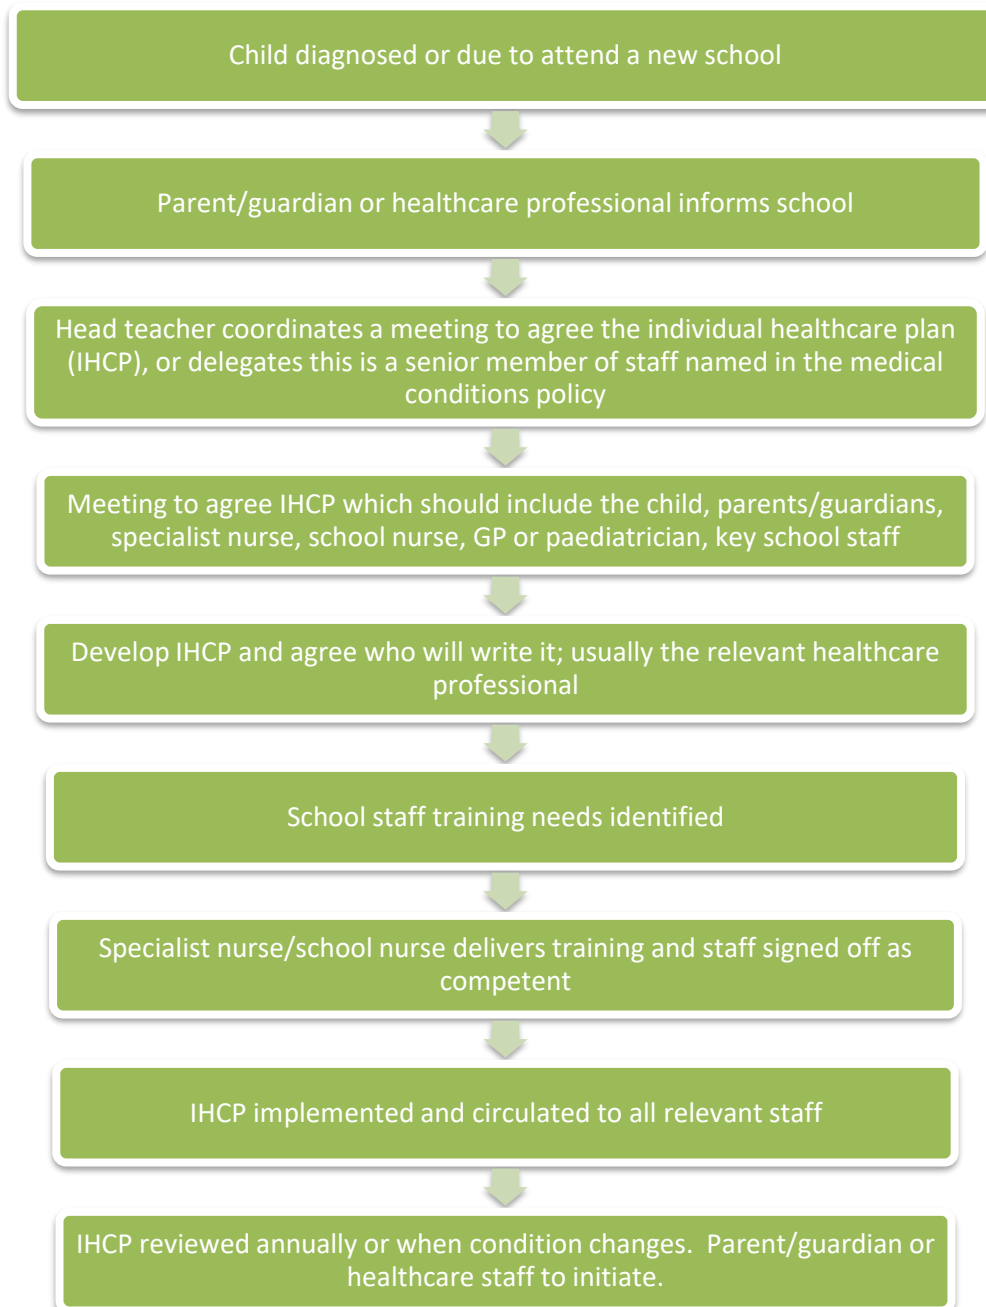 Child diagnosed or due to attend a new school
Parent/guardian or healthcare professional informs school
Head teacher coordinates a meeting to agree the individual healthcare plan
(IHCP), or delegates this is a senior member of staff named in the medical
conditions policy
Meeting to agree IHCP which should include the child, parents/guardians,
specialist nurse, school nurse, GP or paediatrician, key school staff
Develop IHCP and agree who will write it; usually the relevant healthcare
professional
School staff training needs identified
Specialist nurse/school nurse delivers training and staff signed off as
competent
IHCP implemented and circulated to all relevant staff
IHCP reviewed annually or when condition changes.  Parent/guardian or
healthcare staff to initiate.